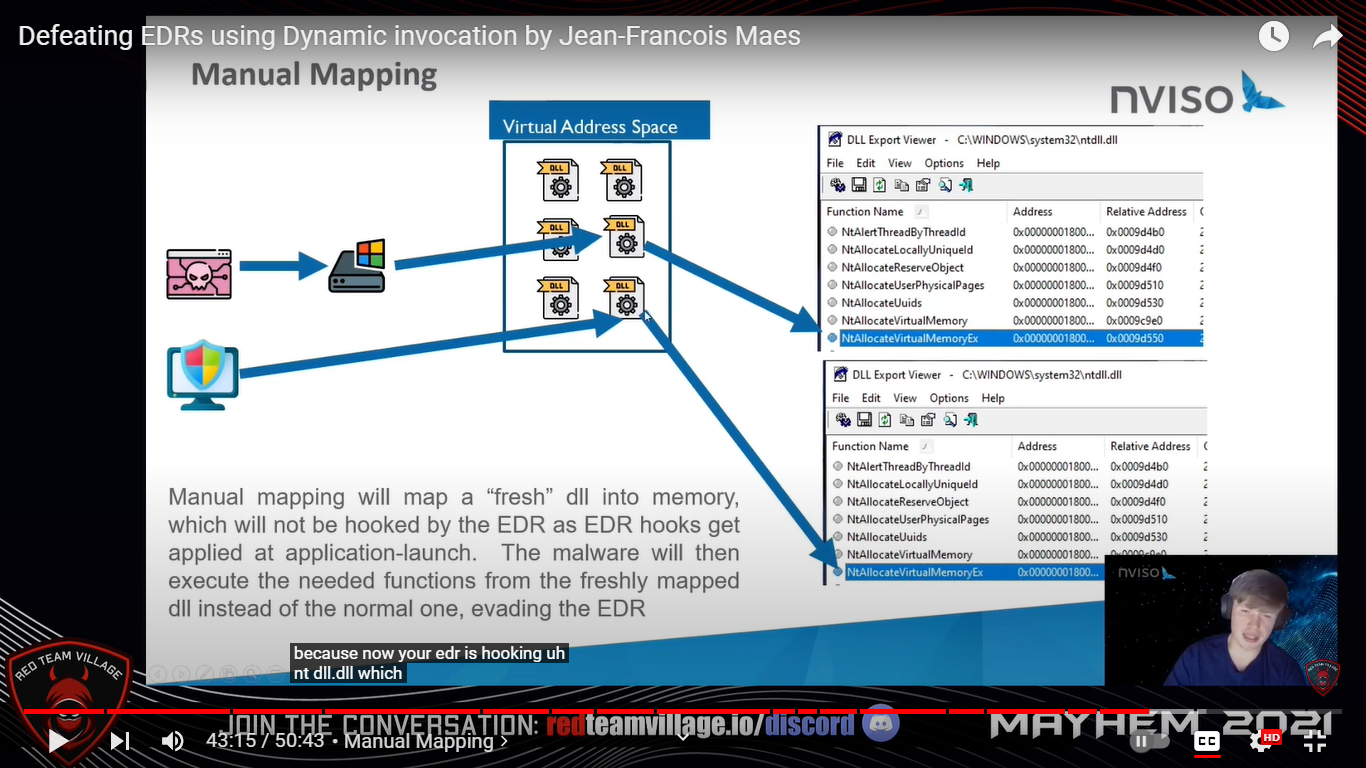 Defeating EDRs using Dynamic invocation by Jean-Francois Maes
Manual Mapping
nviso
Virtual Address Space
DLL
DLL
DLL
DLL
DLL
DLL
DLL Export Viewer - C:\WINDOWS\system32\ntdll.dll
File Edit View Options Help
Function Name / Address Relative Address
NtAlertThreadByThreadId 0x00000001800... 0x0009d4b0
NtAllocateLocallyUniqueId 0x00000001800... 0x0009d4d0
NtAllocateReserveObject 0x00000001800... 0x0009d4f0
NtAllocateUserPhysicalPages 0x00000001800... 0x0009d510
NtAllocateUuids 0x00000001800... 0x0009d530
NtAllocateVirtualMemory 0x00000001800... 0x0009c9e0
NtAllocateVirtualMemoryEx 0x00000001800... 0x0009d550
DLL Export Viewer - C:\WINDOWS\system32\ntdll.dll
File Edit View Options Help
Function Name / Address Relative Address
NtAlertThreadByThreadId 0x00000001800... 0x0009d4b0
NtAllocateLocallyUniqueId 0x00000001800... 0x0009d4d0
NtAllocateReserveObject 0x00000001800... 0x0009d4f0
NtAllocateUserPhysicalPages 0x00000001800... 0x0009d510
NtAllocateUuids 0x00000001800... 0x0009d530
NtAllocateVirtualMemory 0x00000001800...
NtAllocateVirtualMemoryEx 0x00000001800...
Manual mapping will map a “fresh” dll into memory,
which will not be hooked by the EDR as EDR hooks get
applied at application-launch. The malware will then
execute the needed functions from the freshly mapped
dll instead of the normal one, evading the EDR
nviso
because now your edr is hooking uh
nt dll.dll which
RED TEAM VILLAGE
JOIN THE CONVERSATION: redteamvillage.io/discord
MAYHEM 2021
43:15 / 50:43 • Manual Mapping
CC
HD